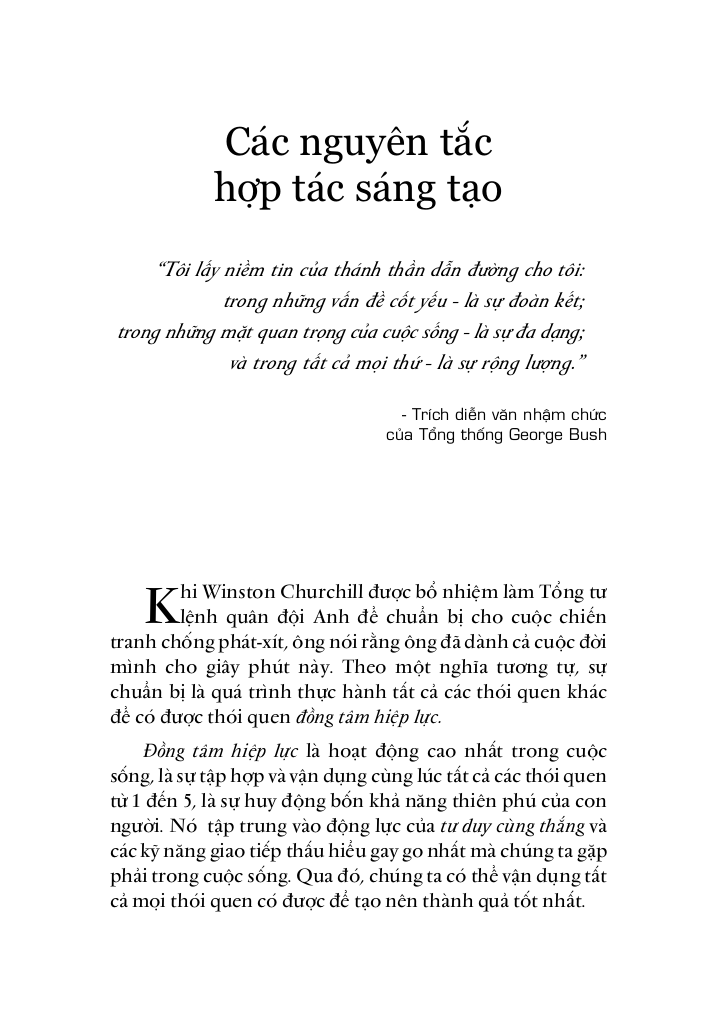 Các nguyên tắc
hợp tác sáng tạo
“Tôi lấy niềm tin của thánh thần dẫn đường cho tôi:
trong những vấn đề cốt yếu - là sự đoàn kết;
trong những mặt quan trọng của cuộc sống - là sự đa dạng;
và trong tất cả mọi thứ - là sự rộng lượng.”
- Trích diễn văn nhậm chức
của Tổng thống George Bush
Khi Winston Churchill được bổ nhiệm làm Tổng tư
lệnh quân đội Anh để chuẩn bị cho cuộc chiến
tranh chống phát-xít, ông nói rằng ông đã dành cả cuộc đời
mình cho giây phút này. Theo một nghĩa tương tự, sự
chuẩn bị là quá trình thực hành tất cả các thói quen khác
để có được thói quen đồng tâm hiệp lực.
Đồng tâm hiệp lực là hoạt động cao nhất trong cuộc
sống, là sự tập hợp và vận dụng cùng lúc tất cả các thói quen
từ 1 đến 5, là sự huy động bốn khả năng thiên phú của con
người. Nó tập trung vào động lực của tư duy cùng thắng và
các kỹ năng giao tiếp thấu hiểu gay go nhất mà chúng ta gặp
phải trong cuộc sống. Qua đó, chúng ta có thể vận dụng tất
cả mọi thói quen có được để tạo nên thành quả tốt nhất.